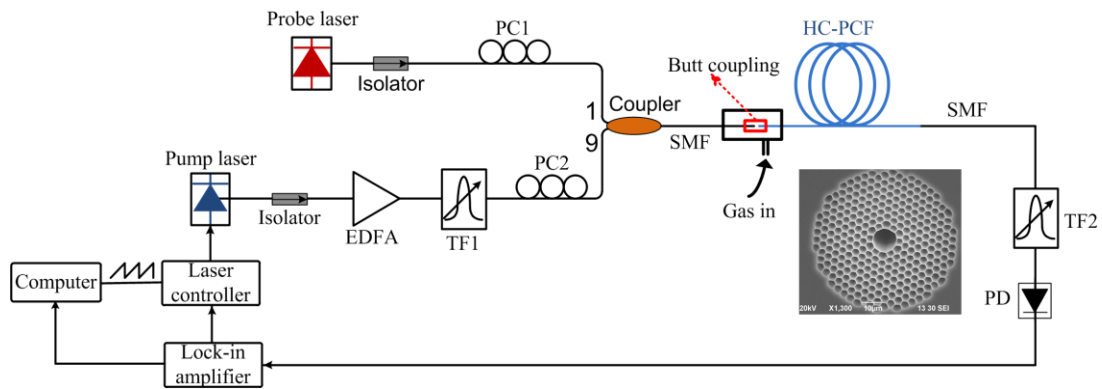 Probe laser
PC1
HC-PCF
Isolator
Butt coupling
1
Coupler
SMF
SMF
9
Pump laser
PC2
Isolator
EDFA
TF1
Gas in
TF2
Computer
Laser
controller
PD
20kV X1,300 10μm 13 30 SEI
Lock-in
amplifier